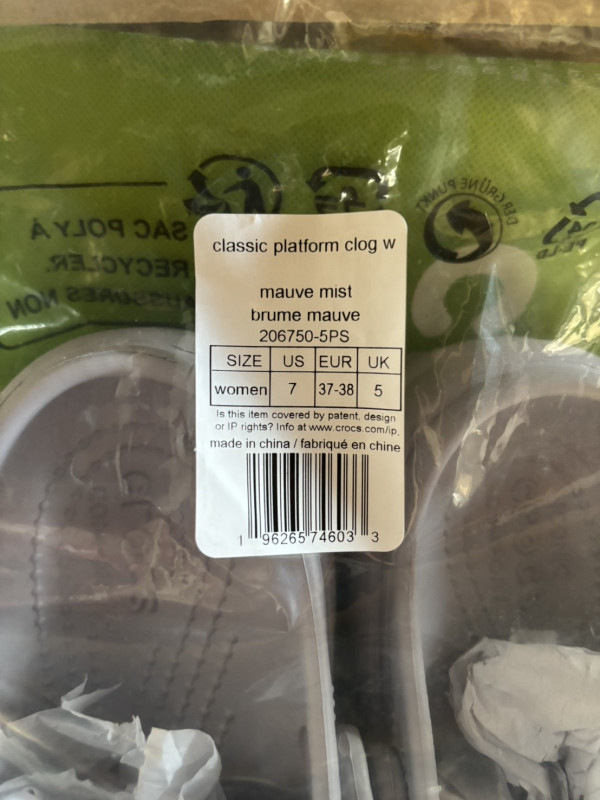 DER GRÜNE PUNKT
SAC POLY À
RECYCLER.
NON
classic platform clog w
mauve mist
brume mauve
206750-5PS
SIZE US EUR UK
women 7 37-38 5
Is this item covered by patent, design
or IP rights? Info at www.crocs.com/ip.
made in china / fabriqué en chine
1 96265 74603 3